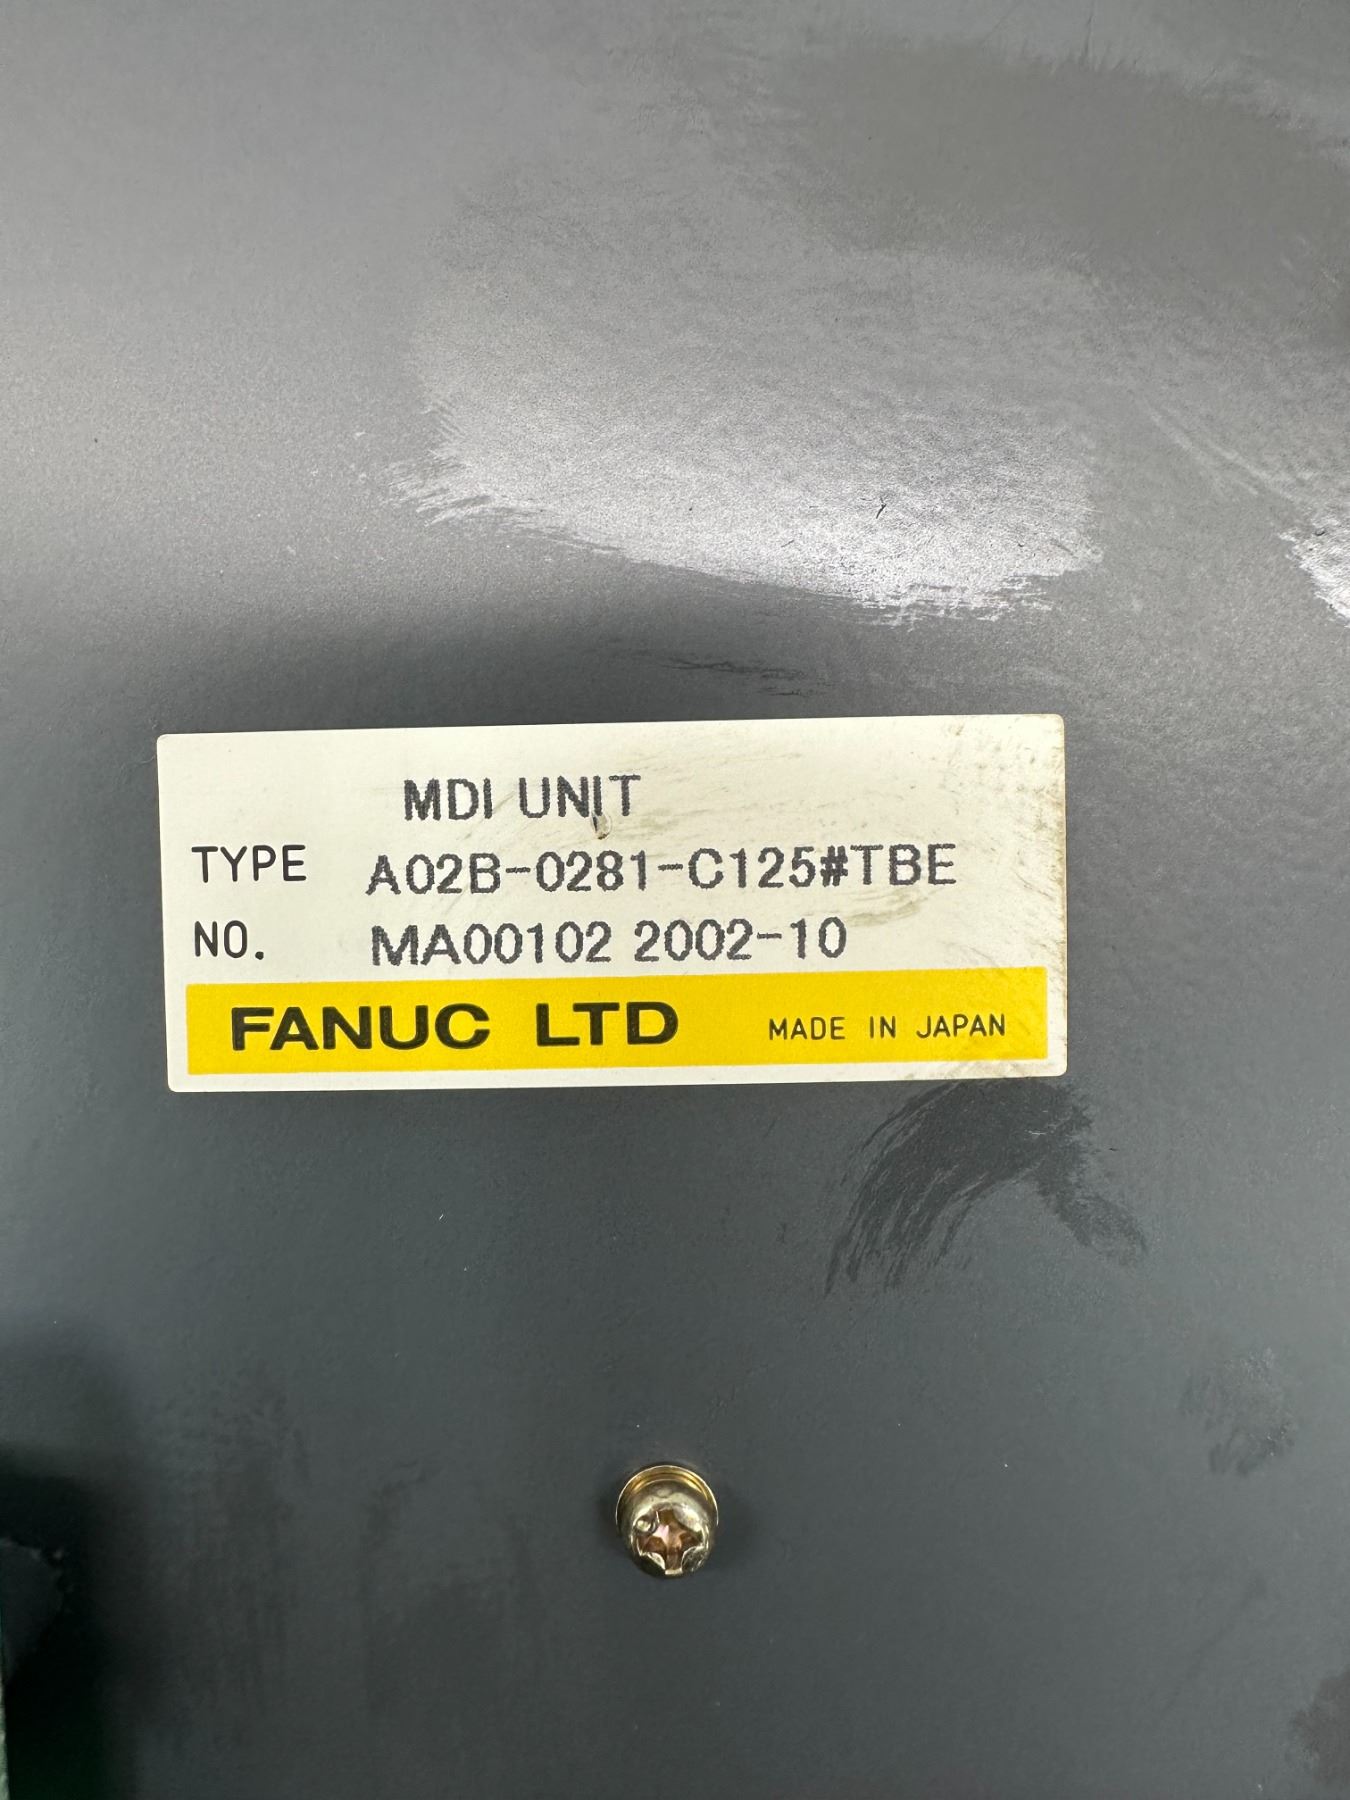 MDI UNIT
TYPE A02B-0281-C125#TBE
NO. MA00102 2002-10
FANUC LTD MADE IN JAPAN